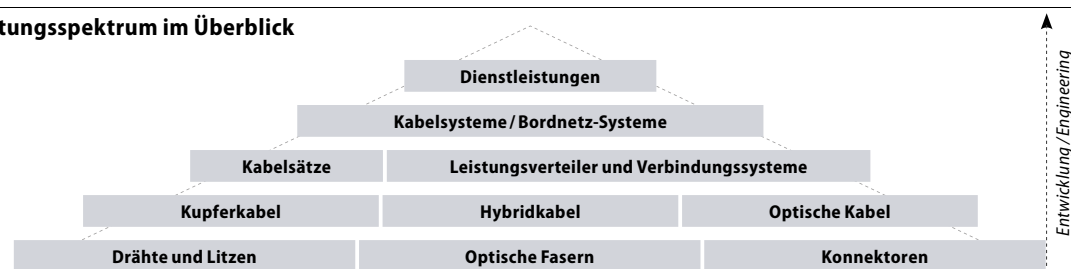 tungsspektrum im Überblick
Dienstleistungen
Kabelsysteme / Bordnetz-Systeme
Kabelsätze Leistungsverteiler und Verbindungssysteme
Kupferkabel Hybridkabel Optische Kabel
Drähte und Litzen Optische Fasern Konnektoren
Entwicklung / Engineering